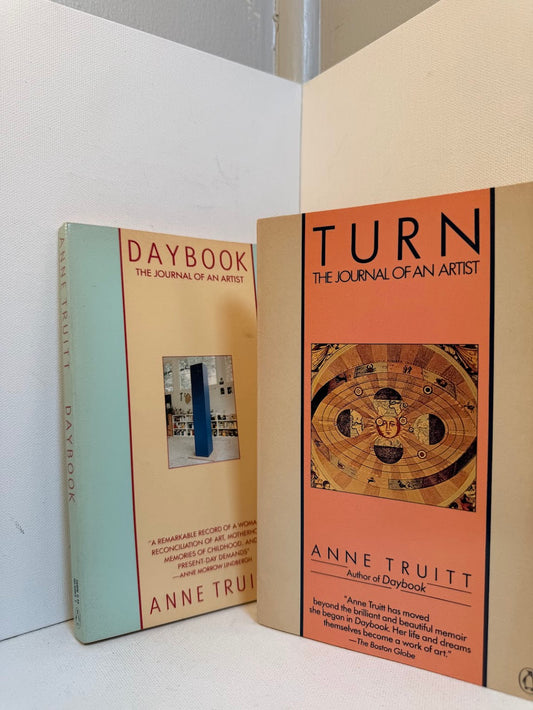 ANNE TRUITT DAYBOOK
DAYBOOK
THE JOURNAL OF AN ARTIST
"A REMARKABLE RECORD OF A WOMA
RECONCILIATION OF ART, MOTHERHO
MEMORIES OF CHILDHOOD, AND
PRESENT-DAY DEMANDS"
—ANNE MORROW LINDBERGH
ANNE TRUITT
TURN
THE JOURNAL OF AN ARTIST
ANNE TRUITT
Author of Daybook
"Anne Truitt has moved
beyond the brilliant and beautiful memoir
she began in Daybook. Her life and dreams
themselves become a work of art."
—The Boston Globe